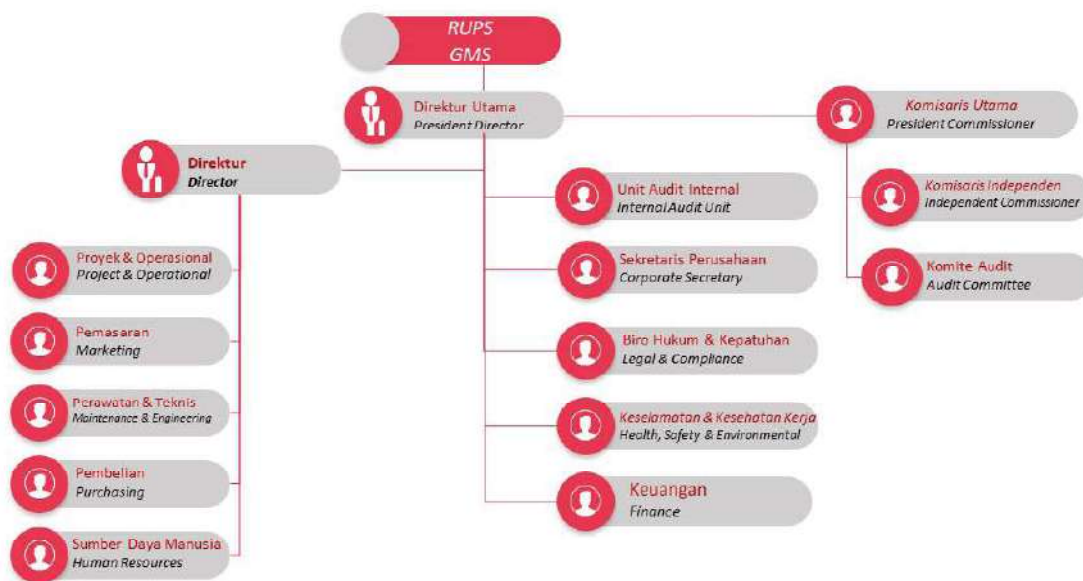 RUPS
GMS
Direktur Utama
President Director
Komisaris Utama
President Commissioner
Direktur
Director
Unit Audit Internal
Internal Audit Unit
Komisaris Independen
Independent Commissioner
Proyek & Operasional
Project & Operational
Sekretaris Perusahaan
Corporate Secretary
Komite Audit
Audit Committee
Pemasaran
Marketing
Biro Hukum & Kepatuhan
Legal & Compliance
Perawatan & Teknis
Maintenance & Engineering
Keselamatan & Kesehatan Kerja
Health, Safety & Environmental
Pembelian
Purchasing
Keuangan
Finance
Sumber Daya Manusia
Human Resources